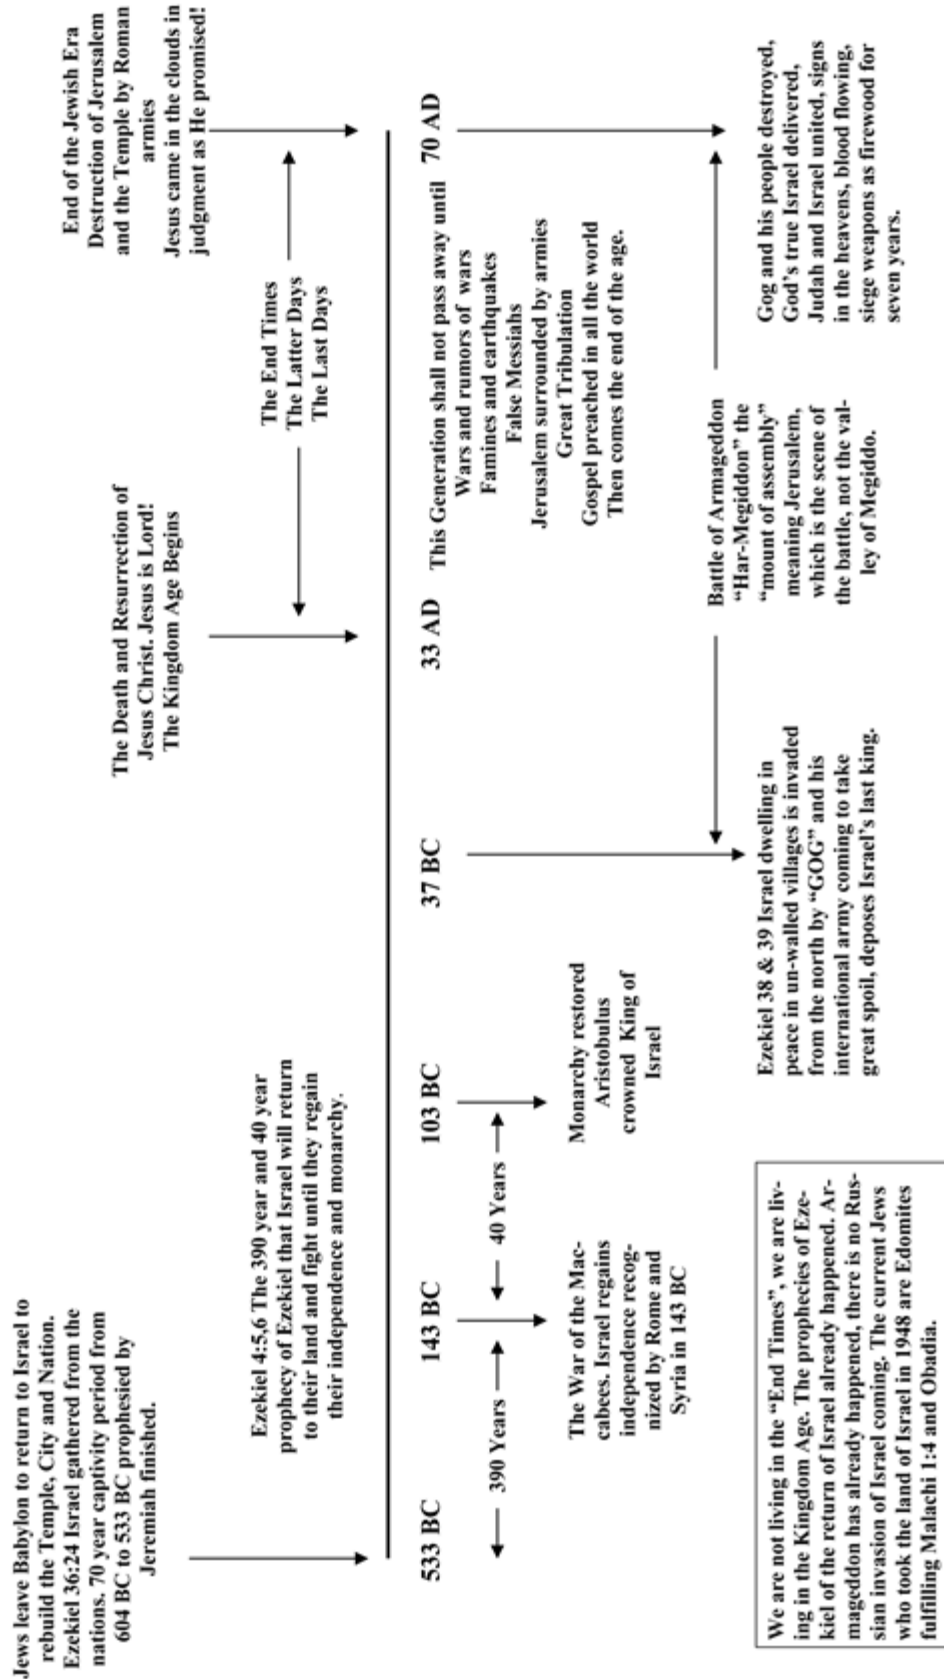 Jews leave Babylon to return to Israel to
rebuild the Temple, City and Nation.
Ezekiel 36:24 Israel gathered from the
nations. 70 year captivity period from
604 BC to 533 BC prophesied by
Jeremiah finished.
The Death and Resurrection of
Jesus Christ. Jesus is Lord!
The Kingdom Age Begins
End of the Jewish Era
Destruction of Jerusalem
and the Temple by Roman
armies
Jesus came in the clouds in
judgment as He promised!
Ezekiel 4:5,6 The 390 year and 40 year
prophecy of Ezekiel that Israel will return
to their land and fight until they regain
their independence and monarchy.
The End Times
The Latter Days
The Last Days
533 BC
143 BC
103 BC
37 BC
33 AD
70 AD
390 Years
40 Years
This Generation shall not pass away until
Wars and rumors of wars
Famines and earthquakes
False Messiahs
Jerusalem surrounded by armies
Great Tribulation
Gospel preached in all the world
Then comes the end of the age.
The War of the Mac-
cabees. Israel regains
independence recog-
nized by Rome and
Syria in 143 BC
Monarchy restored
Aristobulus
crowned King of
Israel
Battle of Armageddon
“Har-Megiddon” the
“mount of assembly”
meaning Jerusalem,
which is the scene of
the battle, not the val-
ley of Megiddo.
We are not living in the “End Times”, we are liv-
ing in the Kingdom Age. The prophecies of Eze-
kiel of the return of Israel already happened. Ar-
mageddon has already happened, there is no Rus-
sian invasion of Israel coming. The current Jews
who took the land of Israel in 1948 are Edomites
fulfilling Malachi 1:4 and Obadia.
Ezekiel 38 & 39 Israel dwelling in
peace in un-walled villages is invaded
from the north by “GOG” and his
international army coming to take
great spoil, deposes Israel’s last king.
Gog and his people destroyed,
God’s true Israel delivered,
Judah and Israel united, signs
in the heavens, blood flowing,
siege weapons as firewood for
seven years.